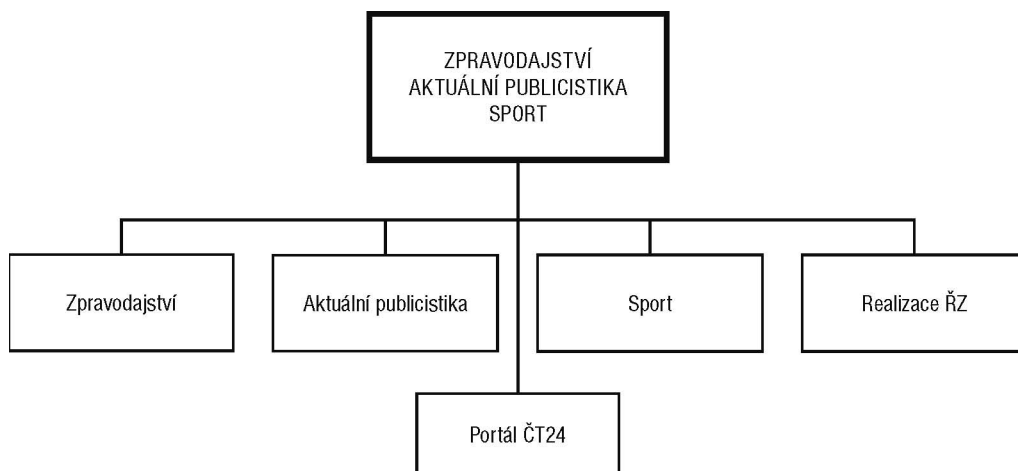 ZPRAVODAJSTVÍ
AKTUÁLNÍ PUBLICISTIKA
SPORT
Zpravodajství
Aktuální publicistika
Sport
Realizace ŘZ
Portál ČT24